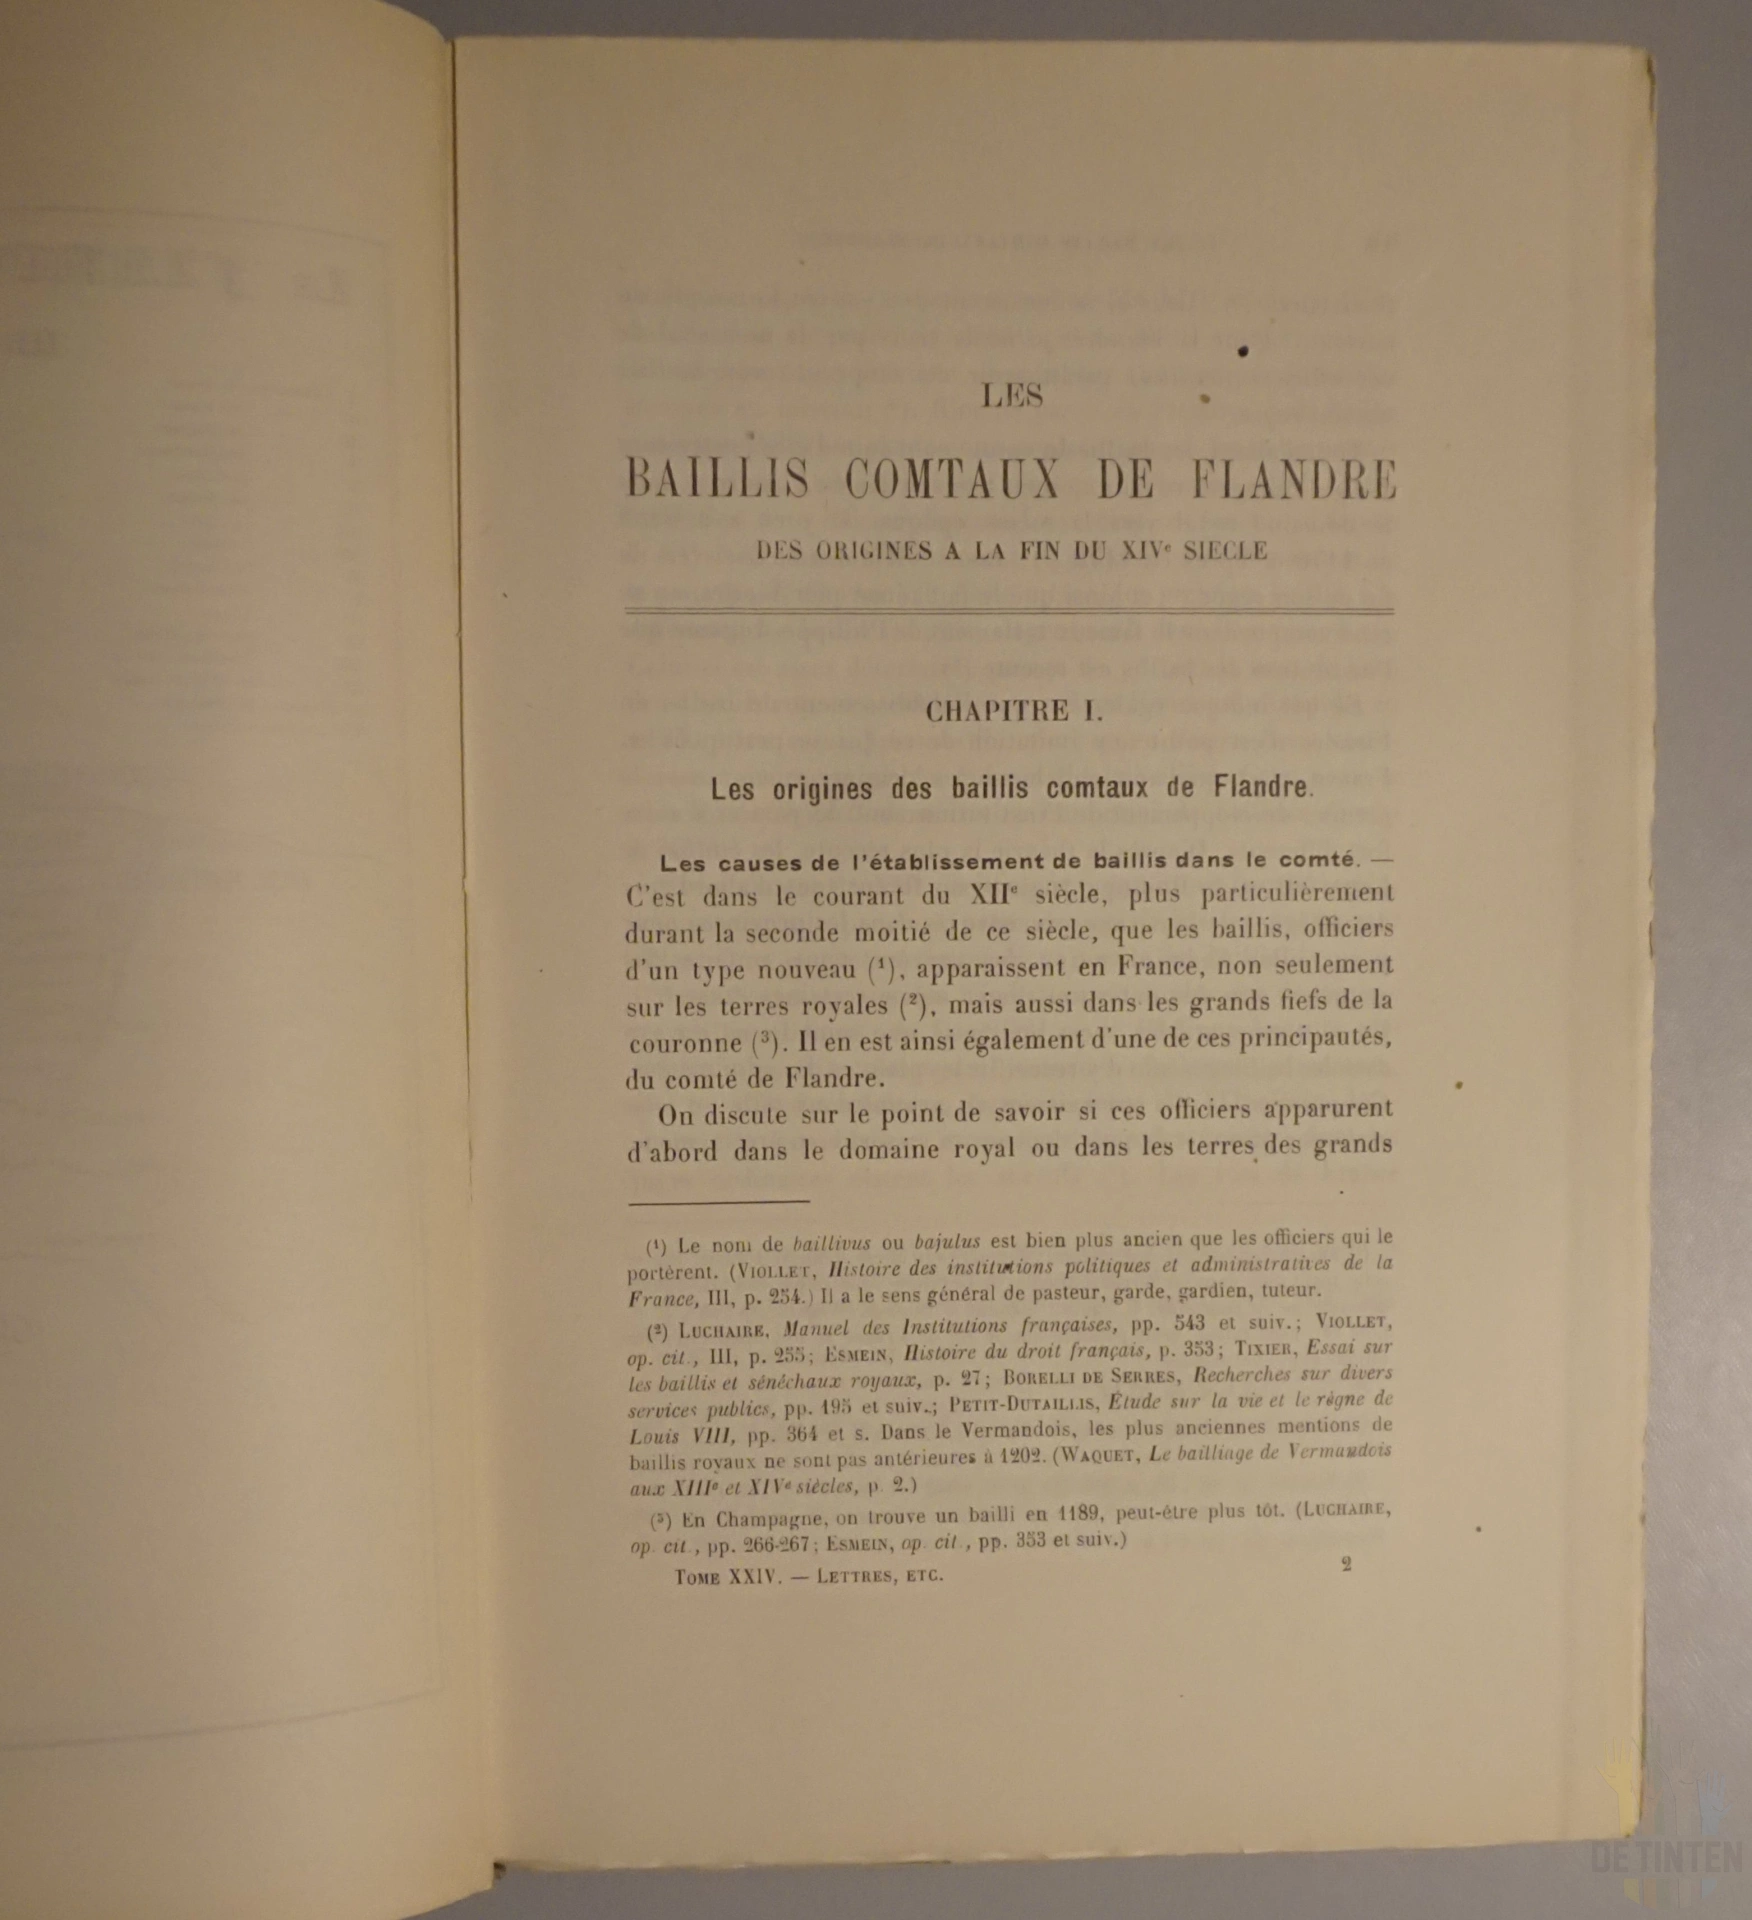 LES
BAILLIS COMTAUX DE FLANDRE
DES ORIGINES A LA FIN DU XIVe SIECLE
CHAPITRE I.
Les origines des baillis comtaux de Flandre.
Les causes de l'établissement de baillis dans le comté. —
C'est dans le courant du XIIe siècle, plus particulièrement
durant la seconde moitié de ce siècle, que les baillis, officiers
d'un type nouveau (1), apparaissent en France, non seulement
sur les terres royales (2), mais aussi dans les grands fiefs de la
couronne (3). Il en est ainsi également d'une de ces principautés,
du comté de Flandre.
On discute sur le point de savoir si ces officiers apparurent
d'abord dans le domaine royal ou dans les terres des grands
(1) Le nom de baillivus ou bajulus est bien plus ancien que les officiers qui le
portèrent. (VIOLLET, Histoire des institutions politiques et administratives de la
France, III, p. 254.) Il a le sens général de pasteur, garde, gardien, tuteur.
(2) LUCHAIRE, Manuel des Institutions françaises, pp. 543 et suiv.; VIOLLET,
op. cit., III, p. 255; ESMEIN, Histoire du droit français, p. 353; TIXIER, Essai sur
les baillis et sénéchaux royaux, p. 27; BORELLI DE SERRES, Recherches sur divers
services publics, pp. 195 et suiv.; PETIT-DUTAILLIS, Étude sur la vie et le règne de
Louis VIII, pp. 364 et s. Dans le Vermandois, les plus anciennes mentions de
baillis royaux ne sont pas antérieures à 1202. (WAQUET, Le bailliage de Vermandois
aux XIIIe et XIVe siècles, p. 2.)
(3) En Champagne, on trouve un bailli en 1189, peut-être plus tôt. (LUCHAIRE,
op. cit., pp. 266-267; ESMEIN, op. cit., pp. 353 et suiv.)
TOME XXIV. — LETTRES, ETC. 2
DE TINTEN